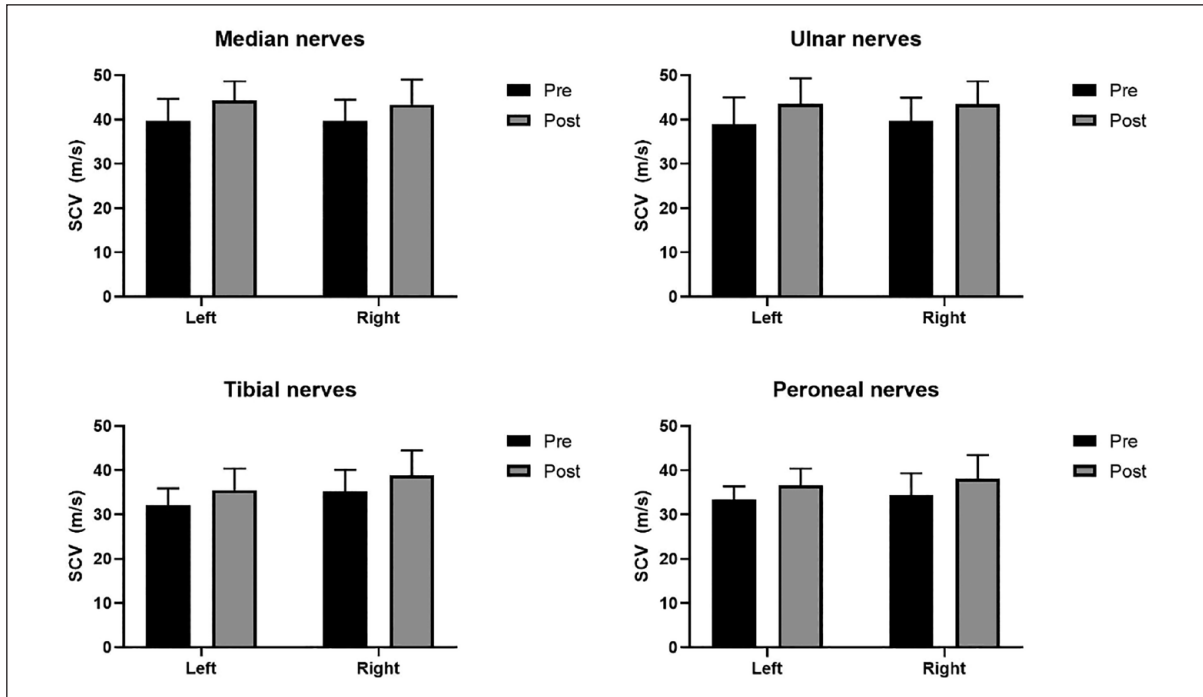 Median nerves
SCV (m/s)
50
40
30
20
10
0
Left
Right
Pre
Post
Ulnar nerves
SCV (m/s)
50
40
30
20
10
0
Left
Right
Pre
Post
Tibial nerves
SCV (m/s)
50
40
30
20
10
0
Left
Right
Pre
Post
Peroneal nerves
SCV (m/s)
50
40
30
20
10
0
Left
Right
Pre
Post